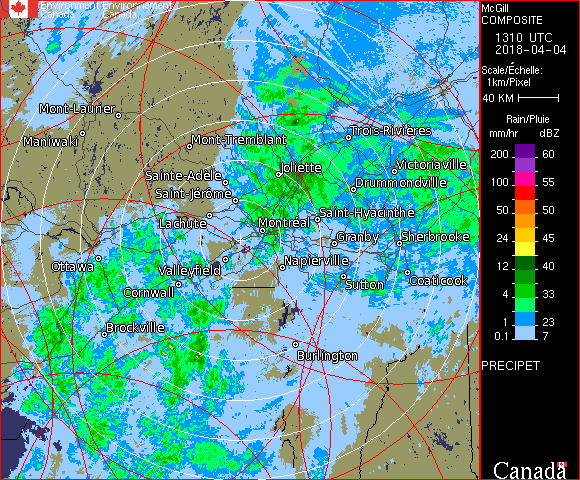 Environment Environnement
Canada Canada
McGill
COMPOSITE
1310 UTC
2018-04-04
Scale/Échelle:
1km/Pixel
40 KM
Rain/Pluie
mm/hr dBZ
200 60
100 55
50 50
24 45
12 40
4 33
1 23
0.1 7
PRECIPET
Canada
Mont-Laurier
Maniwaki
Mont-Tremblant
Trois-Rivières
Sainte-Adèle
Joliette
Victoriaville
Saint-Jérôme
Drummondville
Lachute
Montréal
Saint-Hyacinthe
Granby
Sherbrooke
Ottawa
Valleyfield
Napierville
Cornwall
Sutton
Coaticook
Brockville
Burlington